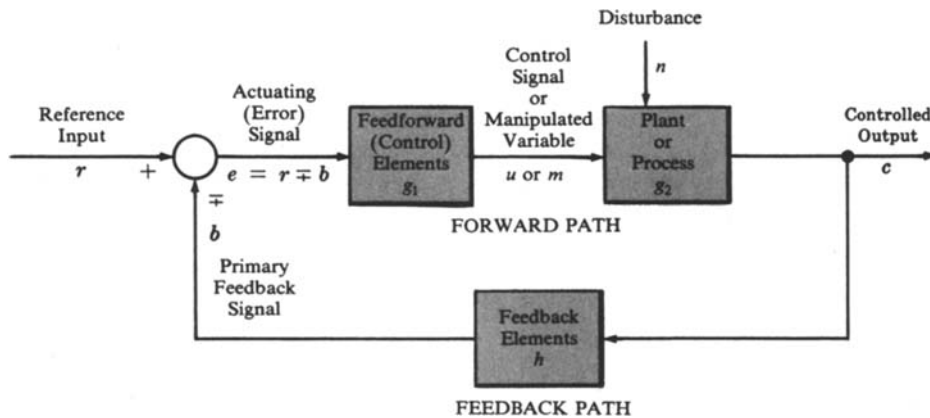 Disturbance
n
Control
Signal
or
Manipulated
Variable
u or m
Actuating
(Error)
Signal
e = r ∓ b
Reference
Input
r
+
∓
b
Feedforward
(Control)
Elements
g₁
Plant
or
Process
g₂
Controlled
Output
c
FORWARD PATH
Primary
Feedback
Signal
Feedback
Elements
h
FEEDBACK PATH